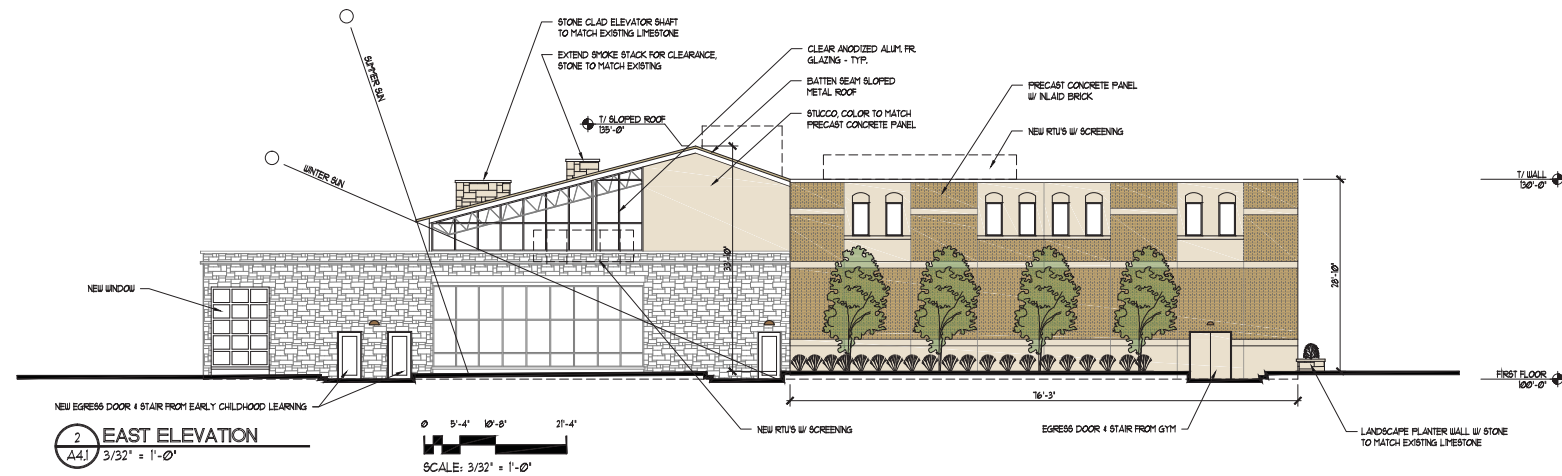 STONE CLAD ELEVATOR SHAFT
TO MATCH EXISTING LIMESTONE
EXTEND SMOKE STACK FOR CLEARANCE,
STONE TO MATCH EXISTING
CLEAR ANODIZED ALUM. FR.
GLAZING - TYP.
BATTEN SEAM SLOPED
METAL ROOF
STUCCO, COLOR TO MATCH
PRECAST CONCRETE PANEL
PRECAST CONCRETE PANEL
W/ INLAID BRICK
NEW RTU'S W/ SCREENING
SUMMER SUN
WINTER SUN
T/ SLOPED ROOF
135'-0"
T/ WALL
130'-0"
NEW WINDOW
33'-10"
28'-10"
FIRST FLOOR
100'-0"
76'-3"
NEW EGRESS DOOR & STAIR FROM EARLY CHILDHOOD LEARNING
NEW RTU'S W/ SCREENING
EGRESS DOOR & STAIR FROM GYM
LANDSCAPE PLANTER WALL W/ STONE
TO MATCH EXISTING LIMESTONE
2
A4.1
EAST ELEVATION
3/32" = 1'-0"
0 5'-4" 10'-8" 21'-4"
SCALE: 3/32" = 1'-0"